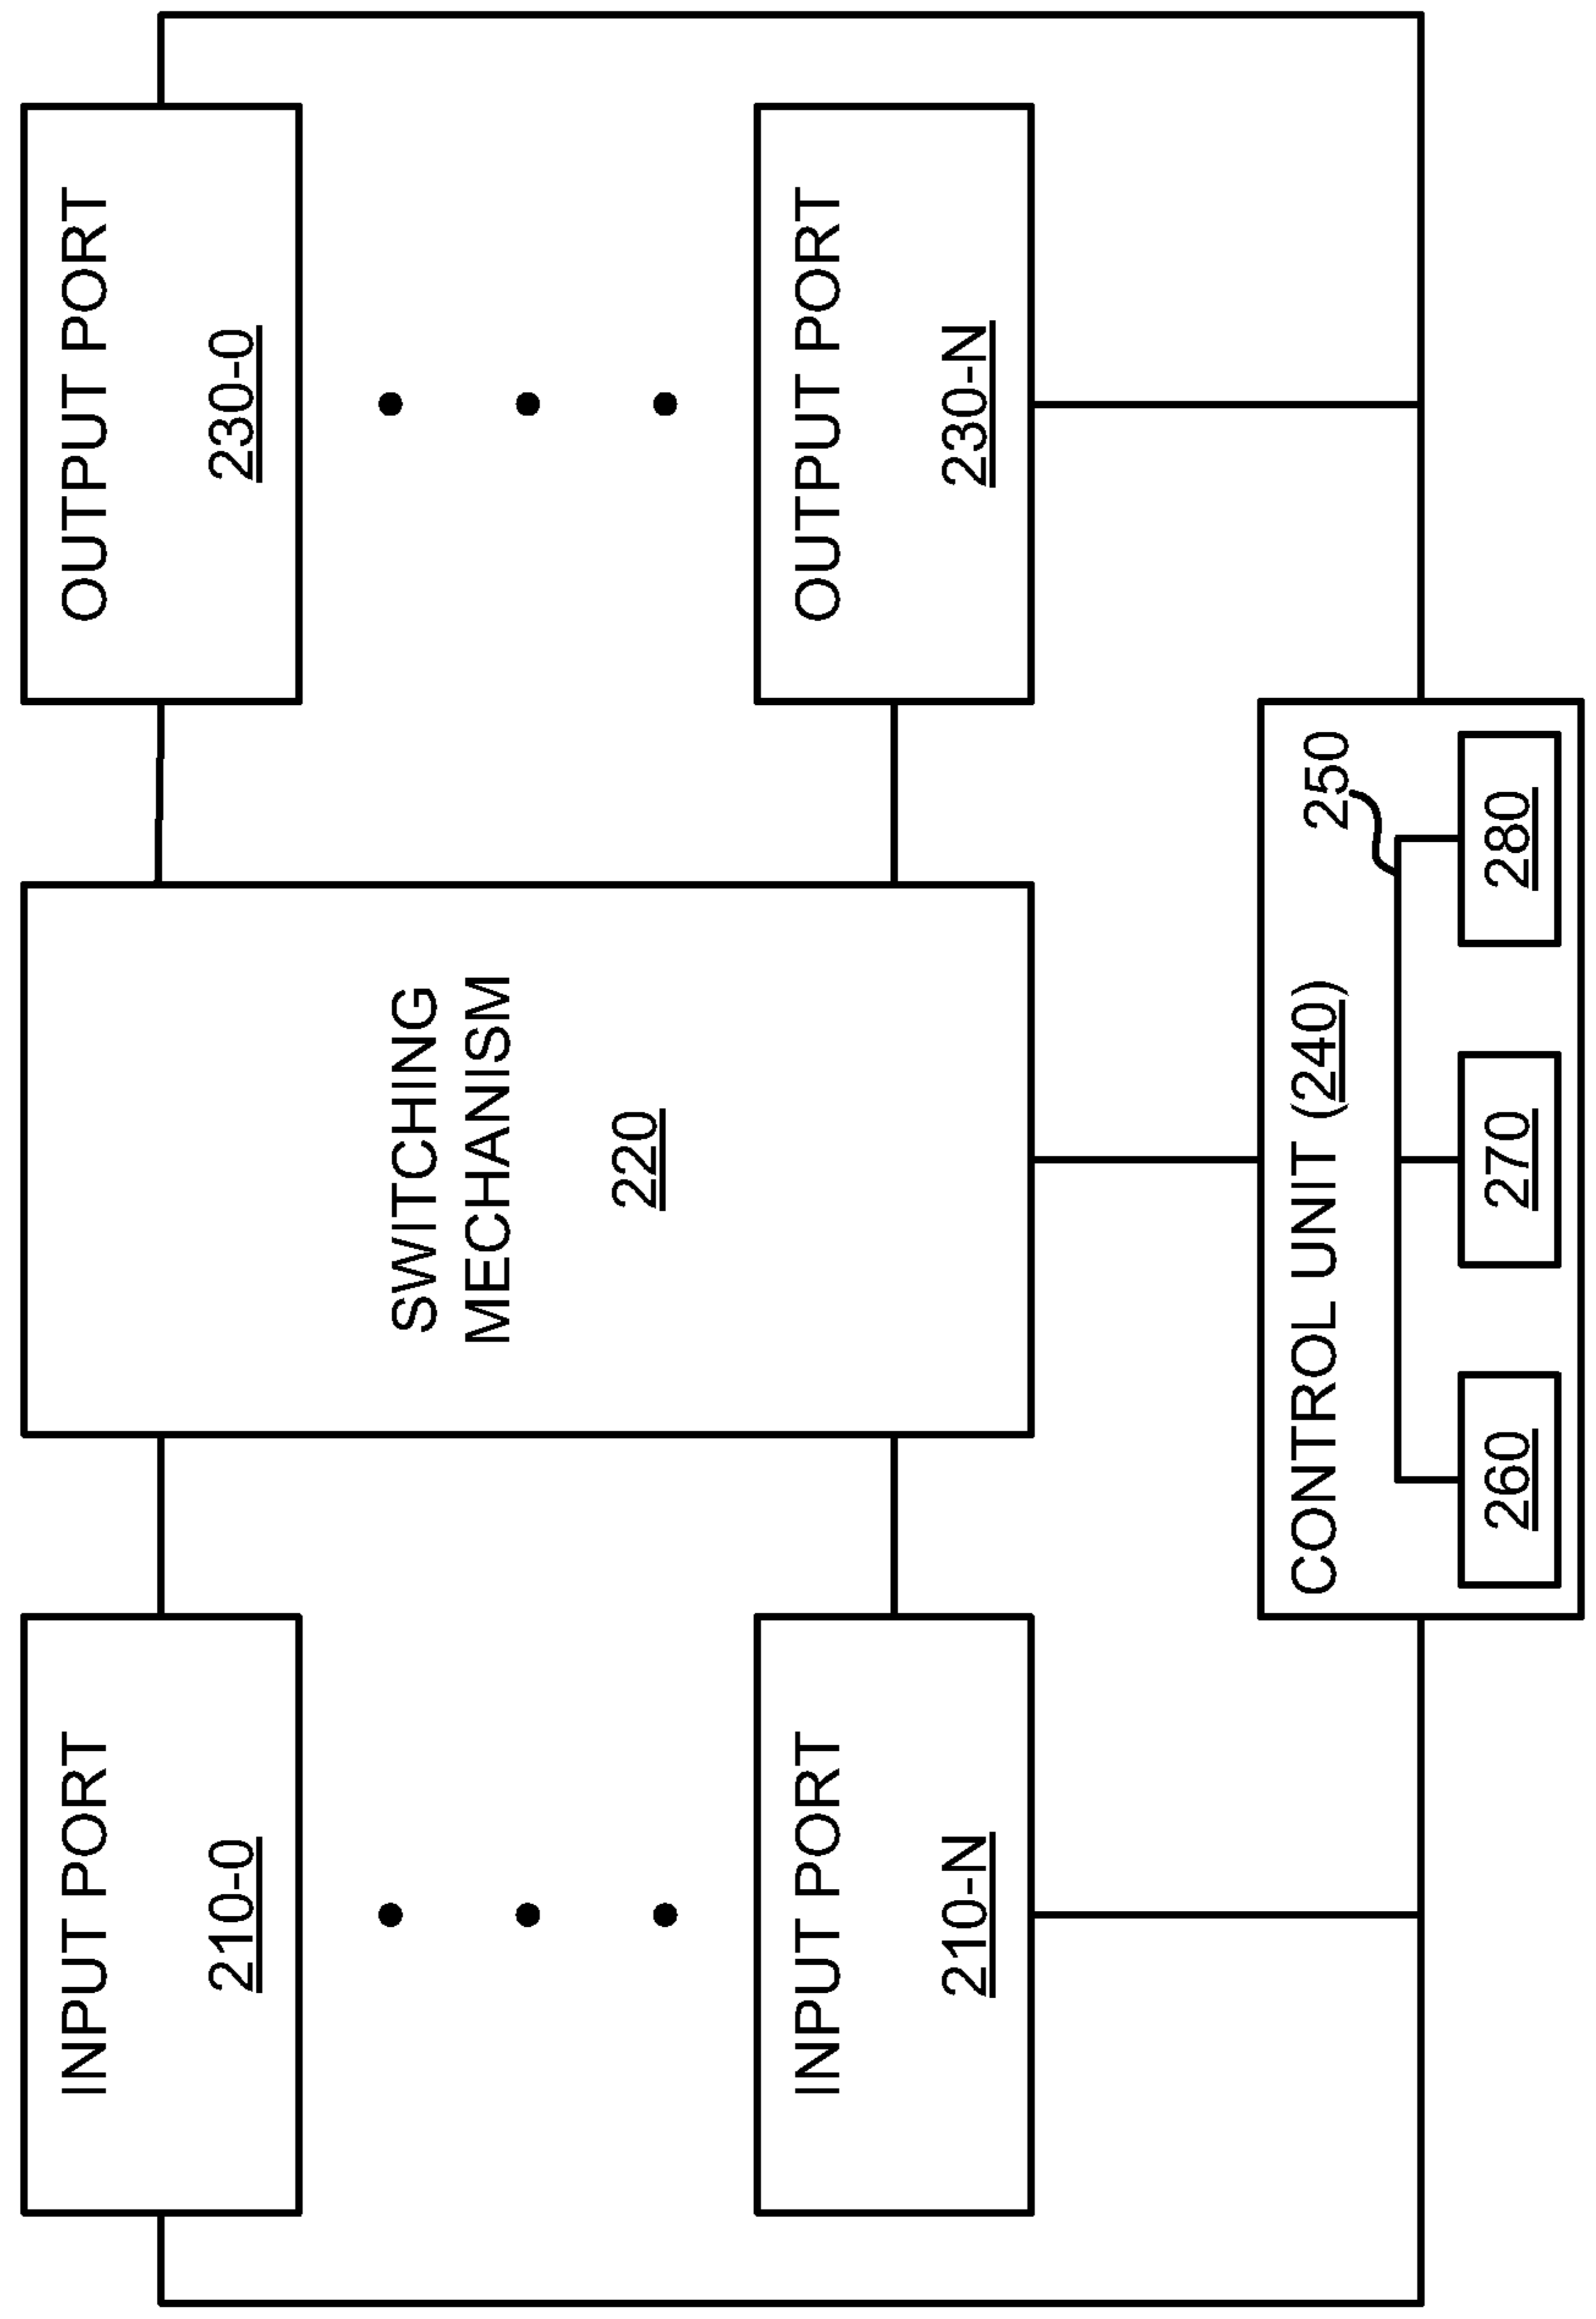 INPUT PORT
210-0
SWITCHING
MECHANISM
220
OUTPUT PORT
230-0
INPUT PORT
210-N
OUTPUT PORT
230-N
CONTROL UNIT (240)
250
260
270
280